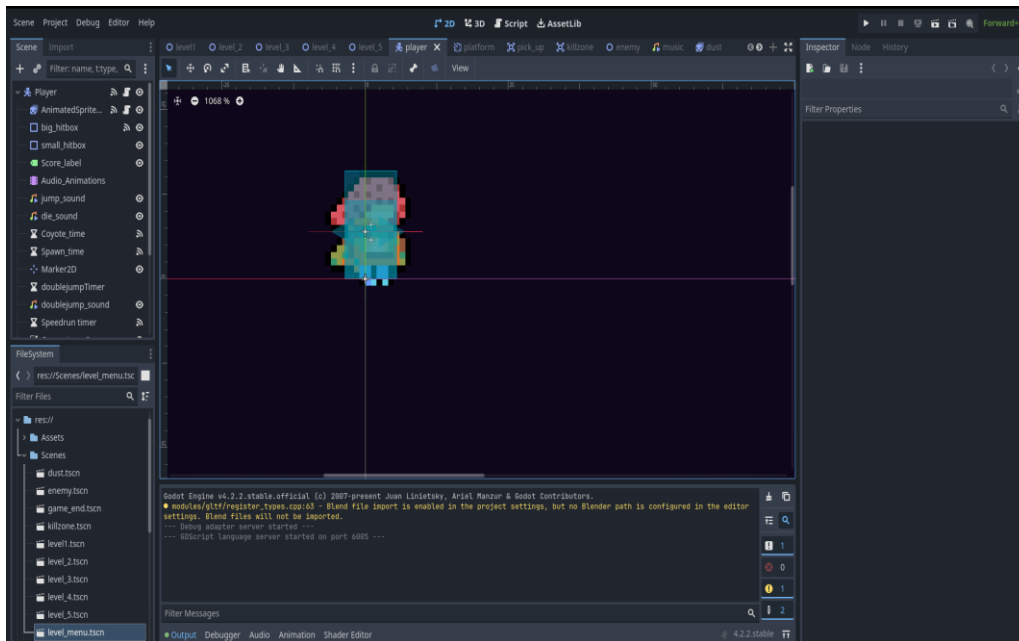 Scene Project Debug Editor Help
2D 3D Script AssetLib
Forward+
Scene Import
level1 level_2 level_3 level_4 level_5 player platform pick_up killzone enemy music dust
Inspector Node History
Filter: name, t:type,
View
Player
1068 %
Filter Properties
AnimatedSprite...
big_hitbox
small_hitbox
Score_label
Audio_Animations
jump_sound
die_sound
Coyote_time
Spawn_time
Marker2D
doublejumpTimer
doublejump_sound
Speedrun timer
FileSystem
res://Scenes/level_menu.tsc
Filter Files
res://
Assets
Scenes
dust.tscn
enemy.tscn
game_end.tscn
killzone.tscn
level1.tscn
level_2.tscn
level_3.tscn
level_4.tscn
level_5.tscn
level_menu.tscn
Godot Engine v4.2.2.stable.official (c) 2007-present Juan Linietsky, Ariel Manzur & Godot Contributors.
modules/gltf/register_types.cpp:63 - Blend file import is enabled in the project settings, but no Blender path is configured in the editor
settings. Blend files will not be imported.
--- Debug adapter server started ---
--- GDScript language server started on port 6005 ---
1
0
1
2
Filter Messages
Output Debugger Audio Animation Shader Editor
4.2.2.stable